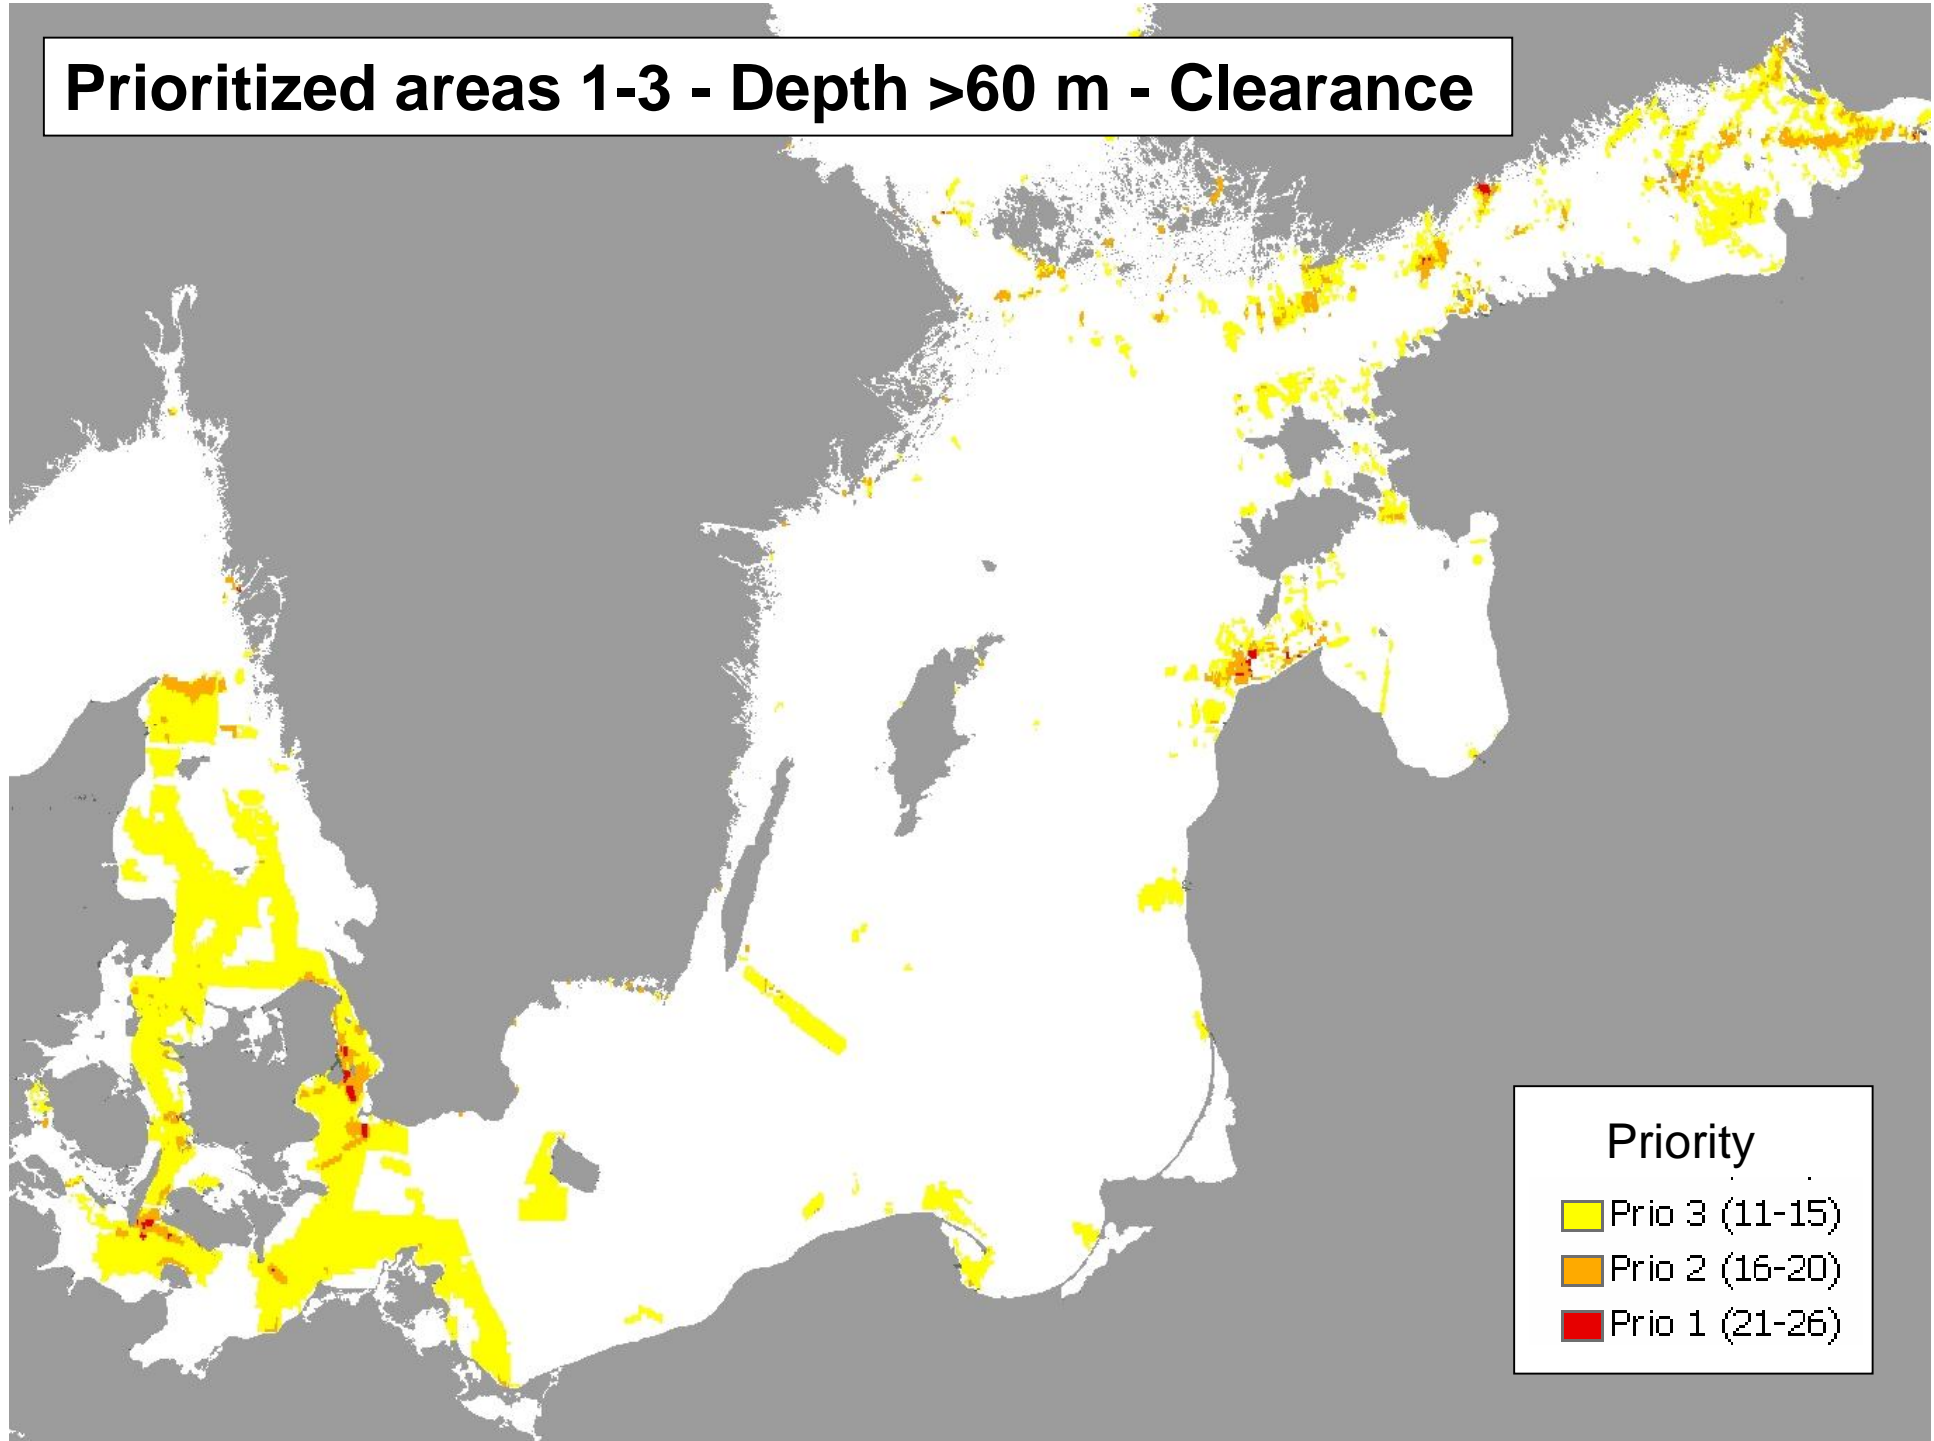 Prioritized areas 1-3 - Depth >60 m - Clearance
Priority
Prio 3 (11-15)
Prio 2 (16-20)
Prio 1 (21-26)